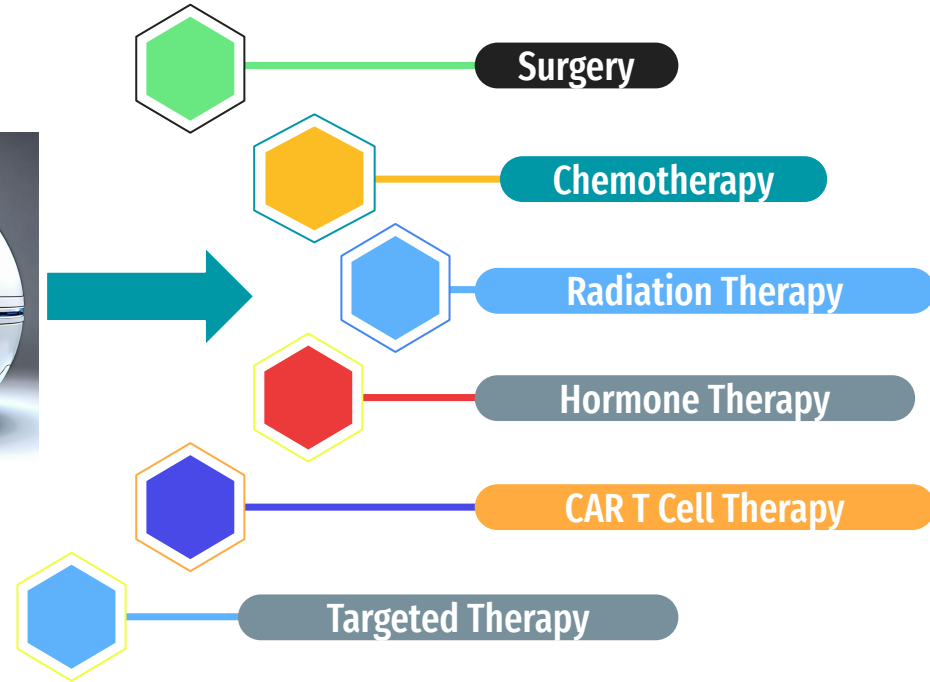 Surgery
Chemotherapy
Radiation Therapy
Hormone Therapy
CAR T Cell Therapy
Targeted Therapy